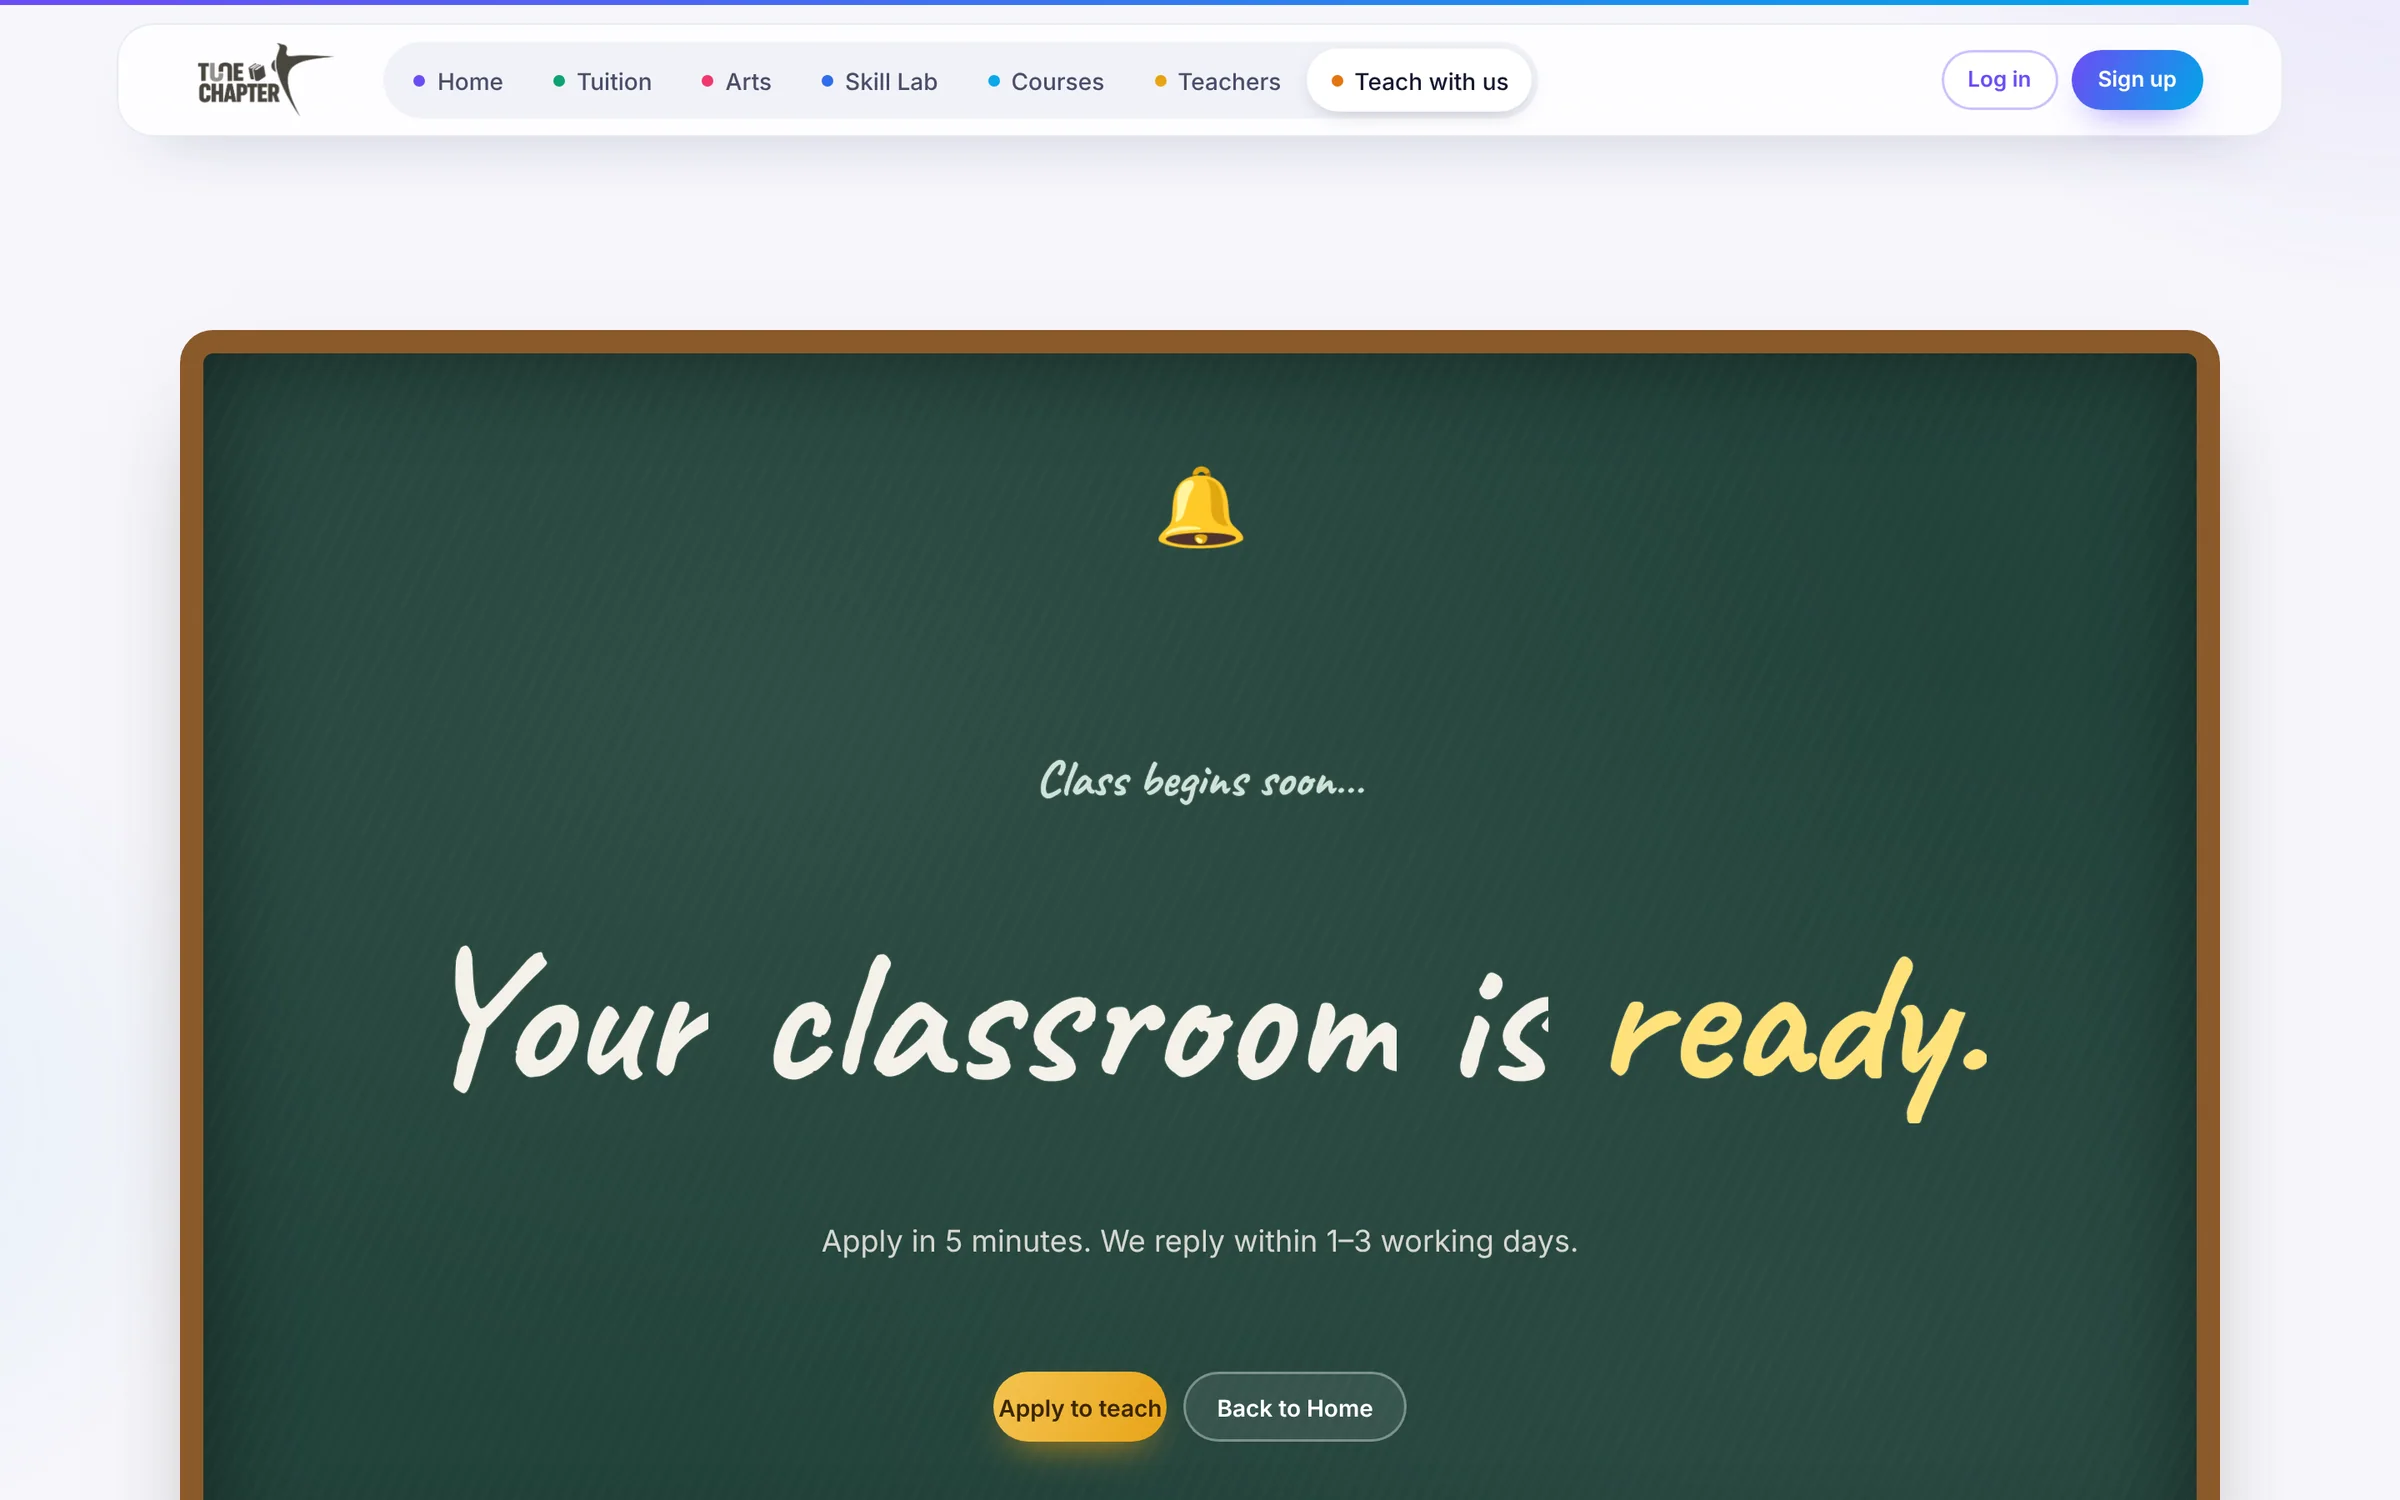 TUNE
CHAPTER
Home
Tuition
Arts
Skill Lab
Courses
Teachers
Teach with us
Log in
Sign up
Class begins soon...
Your classroom is ready.
Apply in 5 minutes. We reply within 1–3 working days.
Apply to teach
Back to Home